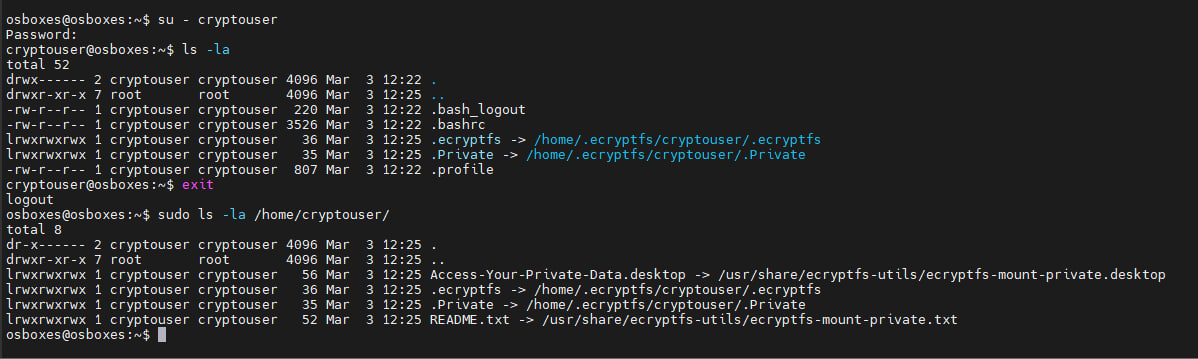 osboxes@osboxes:~$ su - cryptouser
Password:
cryptouser@osboxes:~$ ls -la
total 52
drwx------ 2 cryptouser cryptouser 4096 Mar  3 12:22 .
drwxr-xr-x 7 root       root       4096 Mar  3 12:25 ..
-rw-r--r-- 1 cryptouser cryptouser  220 Mar  3 12:22 .bash_logout
-rw-r--r-- 1 cryptouser cryptouser 3526 Mar  3 12:22 .bashrc
lrwxrwxrwx 1 cryptouser cryptouser   36 Mar  3 12:25 .ecryptfs -> /home/.ecryptfs/cryptouser/.ecryptfs
lrwxrwxrwx 1 cryptouser cryptouser   35 Mar  3 12:25 .Private -> /home/.ecryptfs/cryptouser/.Private
-rw-r--r-- 1 cryptouser cryptouser  807 Mar  3 12:22 .profile
cryptouser@osboxes:~$ exit
logout
osboxes@osboxes:~$ sudo ls -la /home/cryptouser/
total 8
dr-x------ 2 cryptouser cryptouser 4096 Mar  3 12:25 .
drwxr-xr-x 7 root       root       4096 Mar  3 12:25 ..
lrwxrwxrwx 1 cryptouser cryptouser   56 Mar  3 12:25 Access-Your-Private-Data.desktop -> /usr/share/ecryptfs-utils/ecryptfs-mount-private.desktop
lrwxrwxrwx 1 cryptouser cryptouser   36 Mar  3 12:25 .ecryptfs -> /home/.ecryptfs/cryptouser/.ecryptfs
lrwxrwxrwx 1 cryptouser cryptouser   35 Mar  3 12:25 .Private -> /home/.ecryptfs/cryptouser/.Private
lrwxrwxrwx 1 cryptouser cryptouser   52 Mar  3 12:25 README.txt -> /usr/share/ecryptfs-utils/ecryptfs-mount-private.txt
osboxes@osboxes:~$